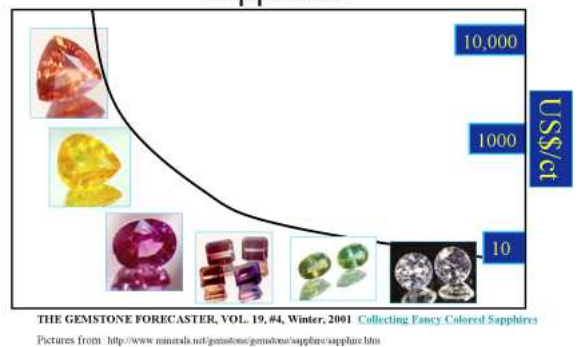 10,000
1000
US$/ct
10
THE GEMSTONE FORECASTER, VOL. 19, #4, Winter, 2001 Collecting Fancy Colored Sapphires
Pictures from http://www.minerals.net/gemstone/gemstone/sapphire/sapphire.htm